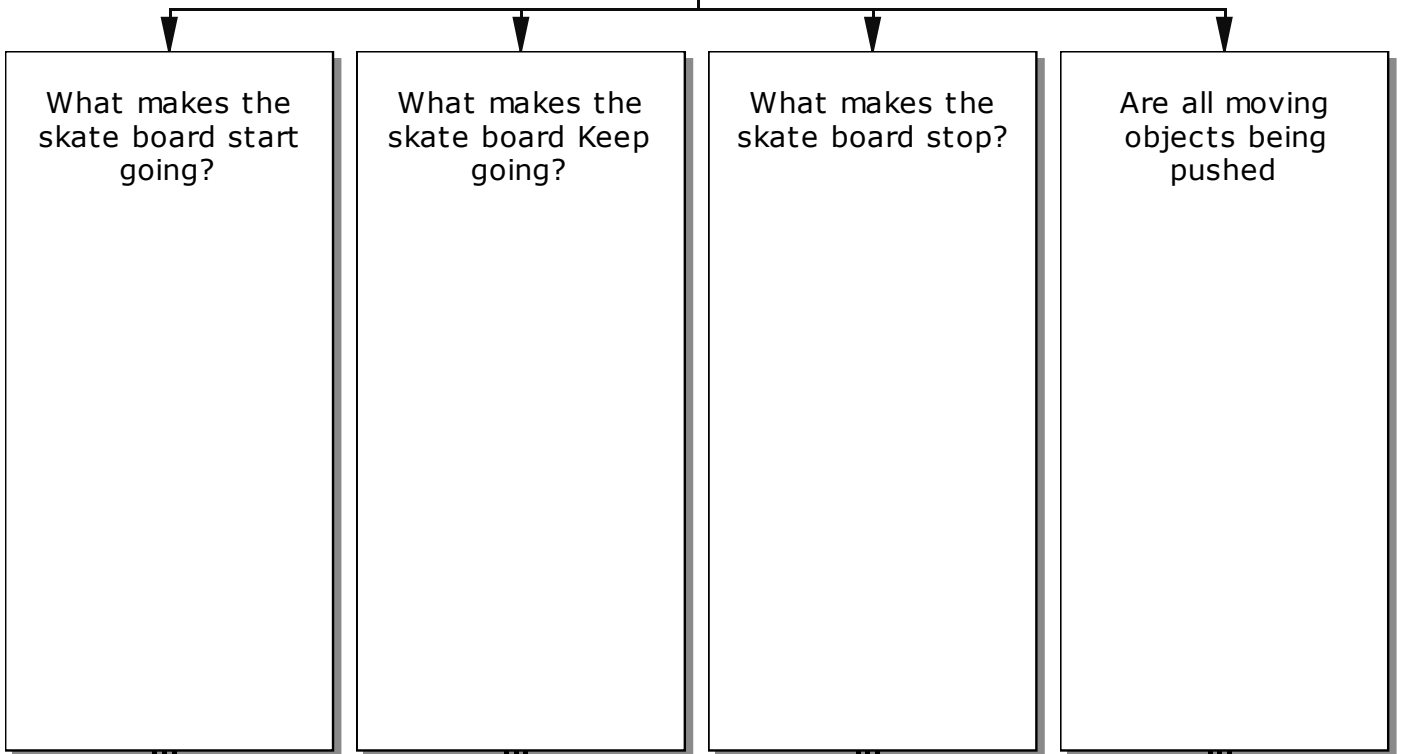 What makes the
skate board start
going?
What makes the
skate board Keep
going?
What makes the
skate board stop?
Are all moving
objects being
pushed